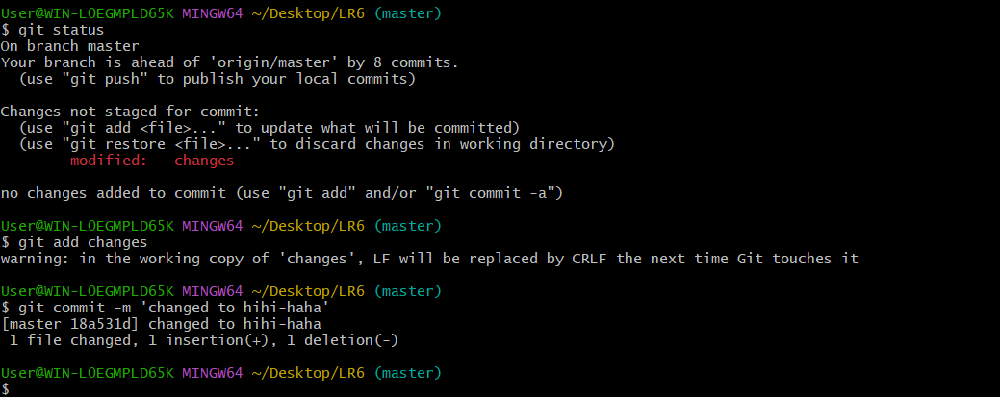 User@WIN-LOEGMPLD65K MINGW64 ~/Desktop/LR6 (master)
$ git status
On branch master
Your branch is ahead of 'origin/master' by 8 commits.
  (use "git push" to publish your local commits)

Changes not staged for commit:
  (use "git add <file>..." to update what will be committed)
  (use "git restore <file>..." to discard changes in working directory)
        modified:   changes

no changes added to commit (use "git add" and/or "git commit -a")

User@WIN-LOEGMPLD65K MINGW64 ~/Desktop/LR6 (master)
$ git add changes
warning: in the working copy of 'changes', LF will be replaced by CRLF the next time Git touches it

User@WIN-LOEGMPLD65K MINGW64 ~/Desktop/LR6 (master)
$ git commit -m 'changed to hihi-haha'
[master 18a531d] changed to hihi-haha
 1 file changed, 1 insertion(+), 1 deletion(-)

User@WIN-LOEGMPLD65K MINGW64 ~/Desktop/LR6 (master)
$